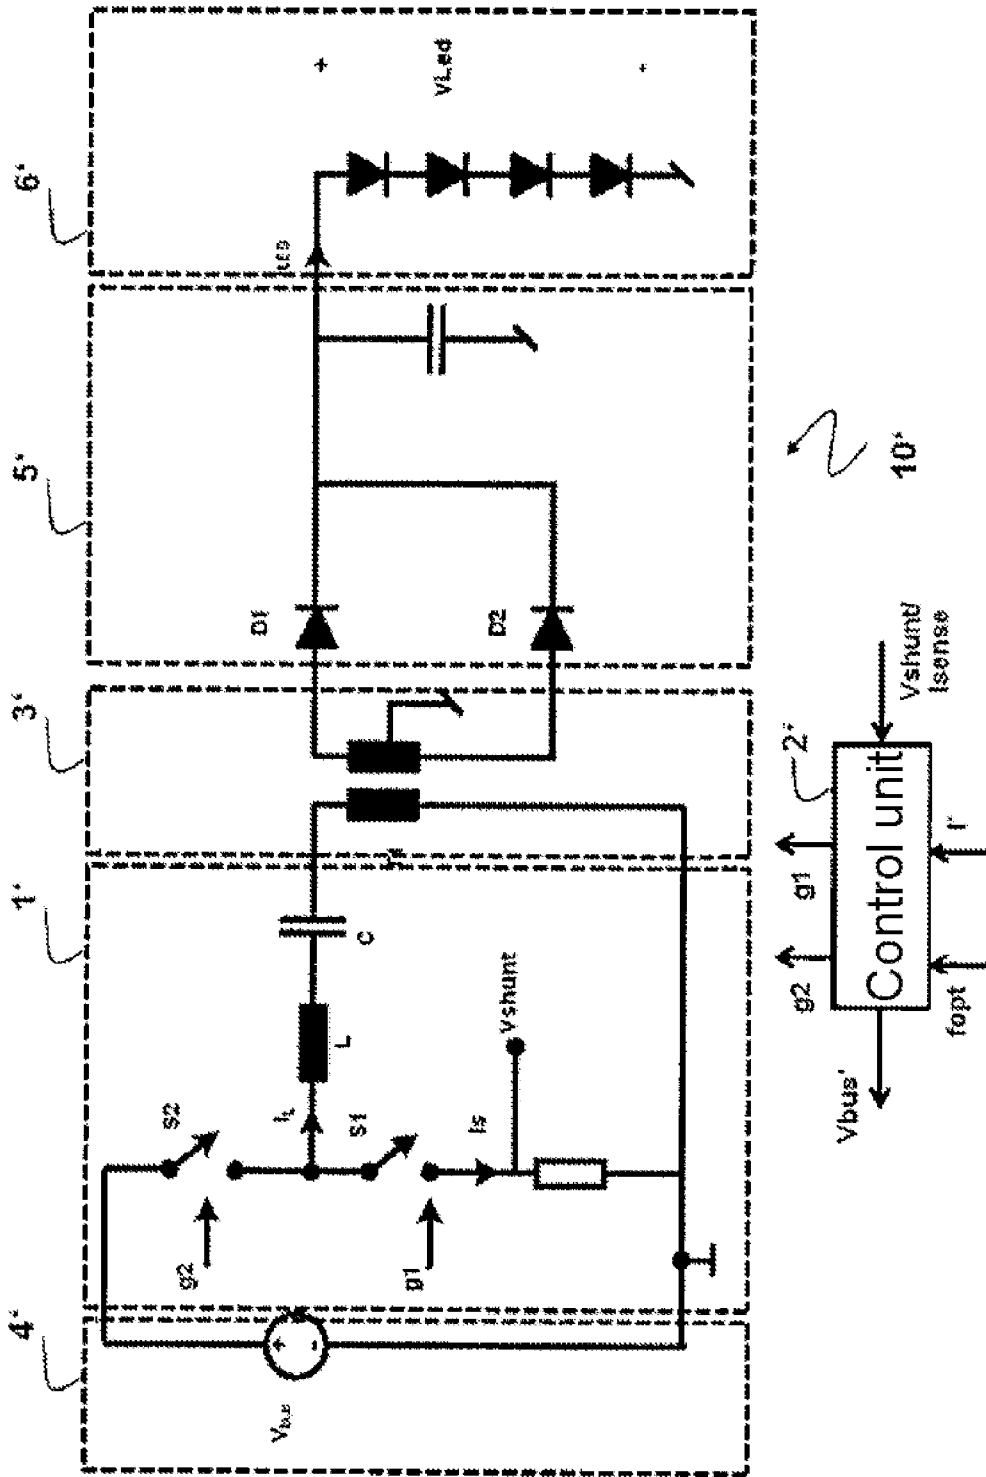 4'
1'
3'
5'
6'
g2
S2
IL
L
C
g1
S1
Is
Vshunt
D1
D2
+
VLed
-
+
-
Vbus'
g2
g1
2'
Control unit
Vshunt/
Isense
fopt
10'